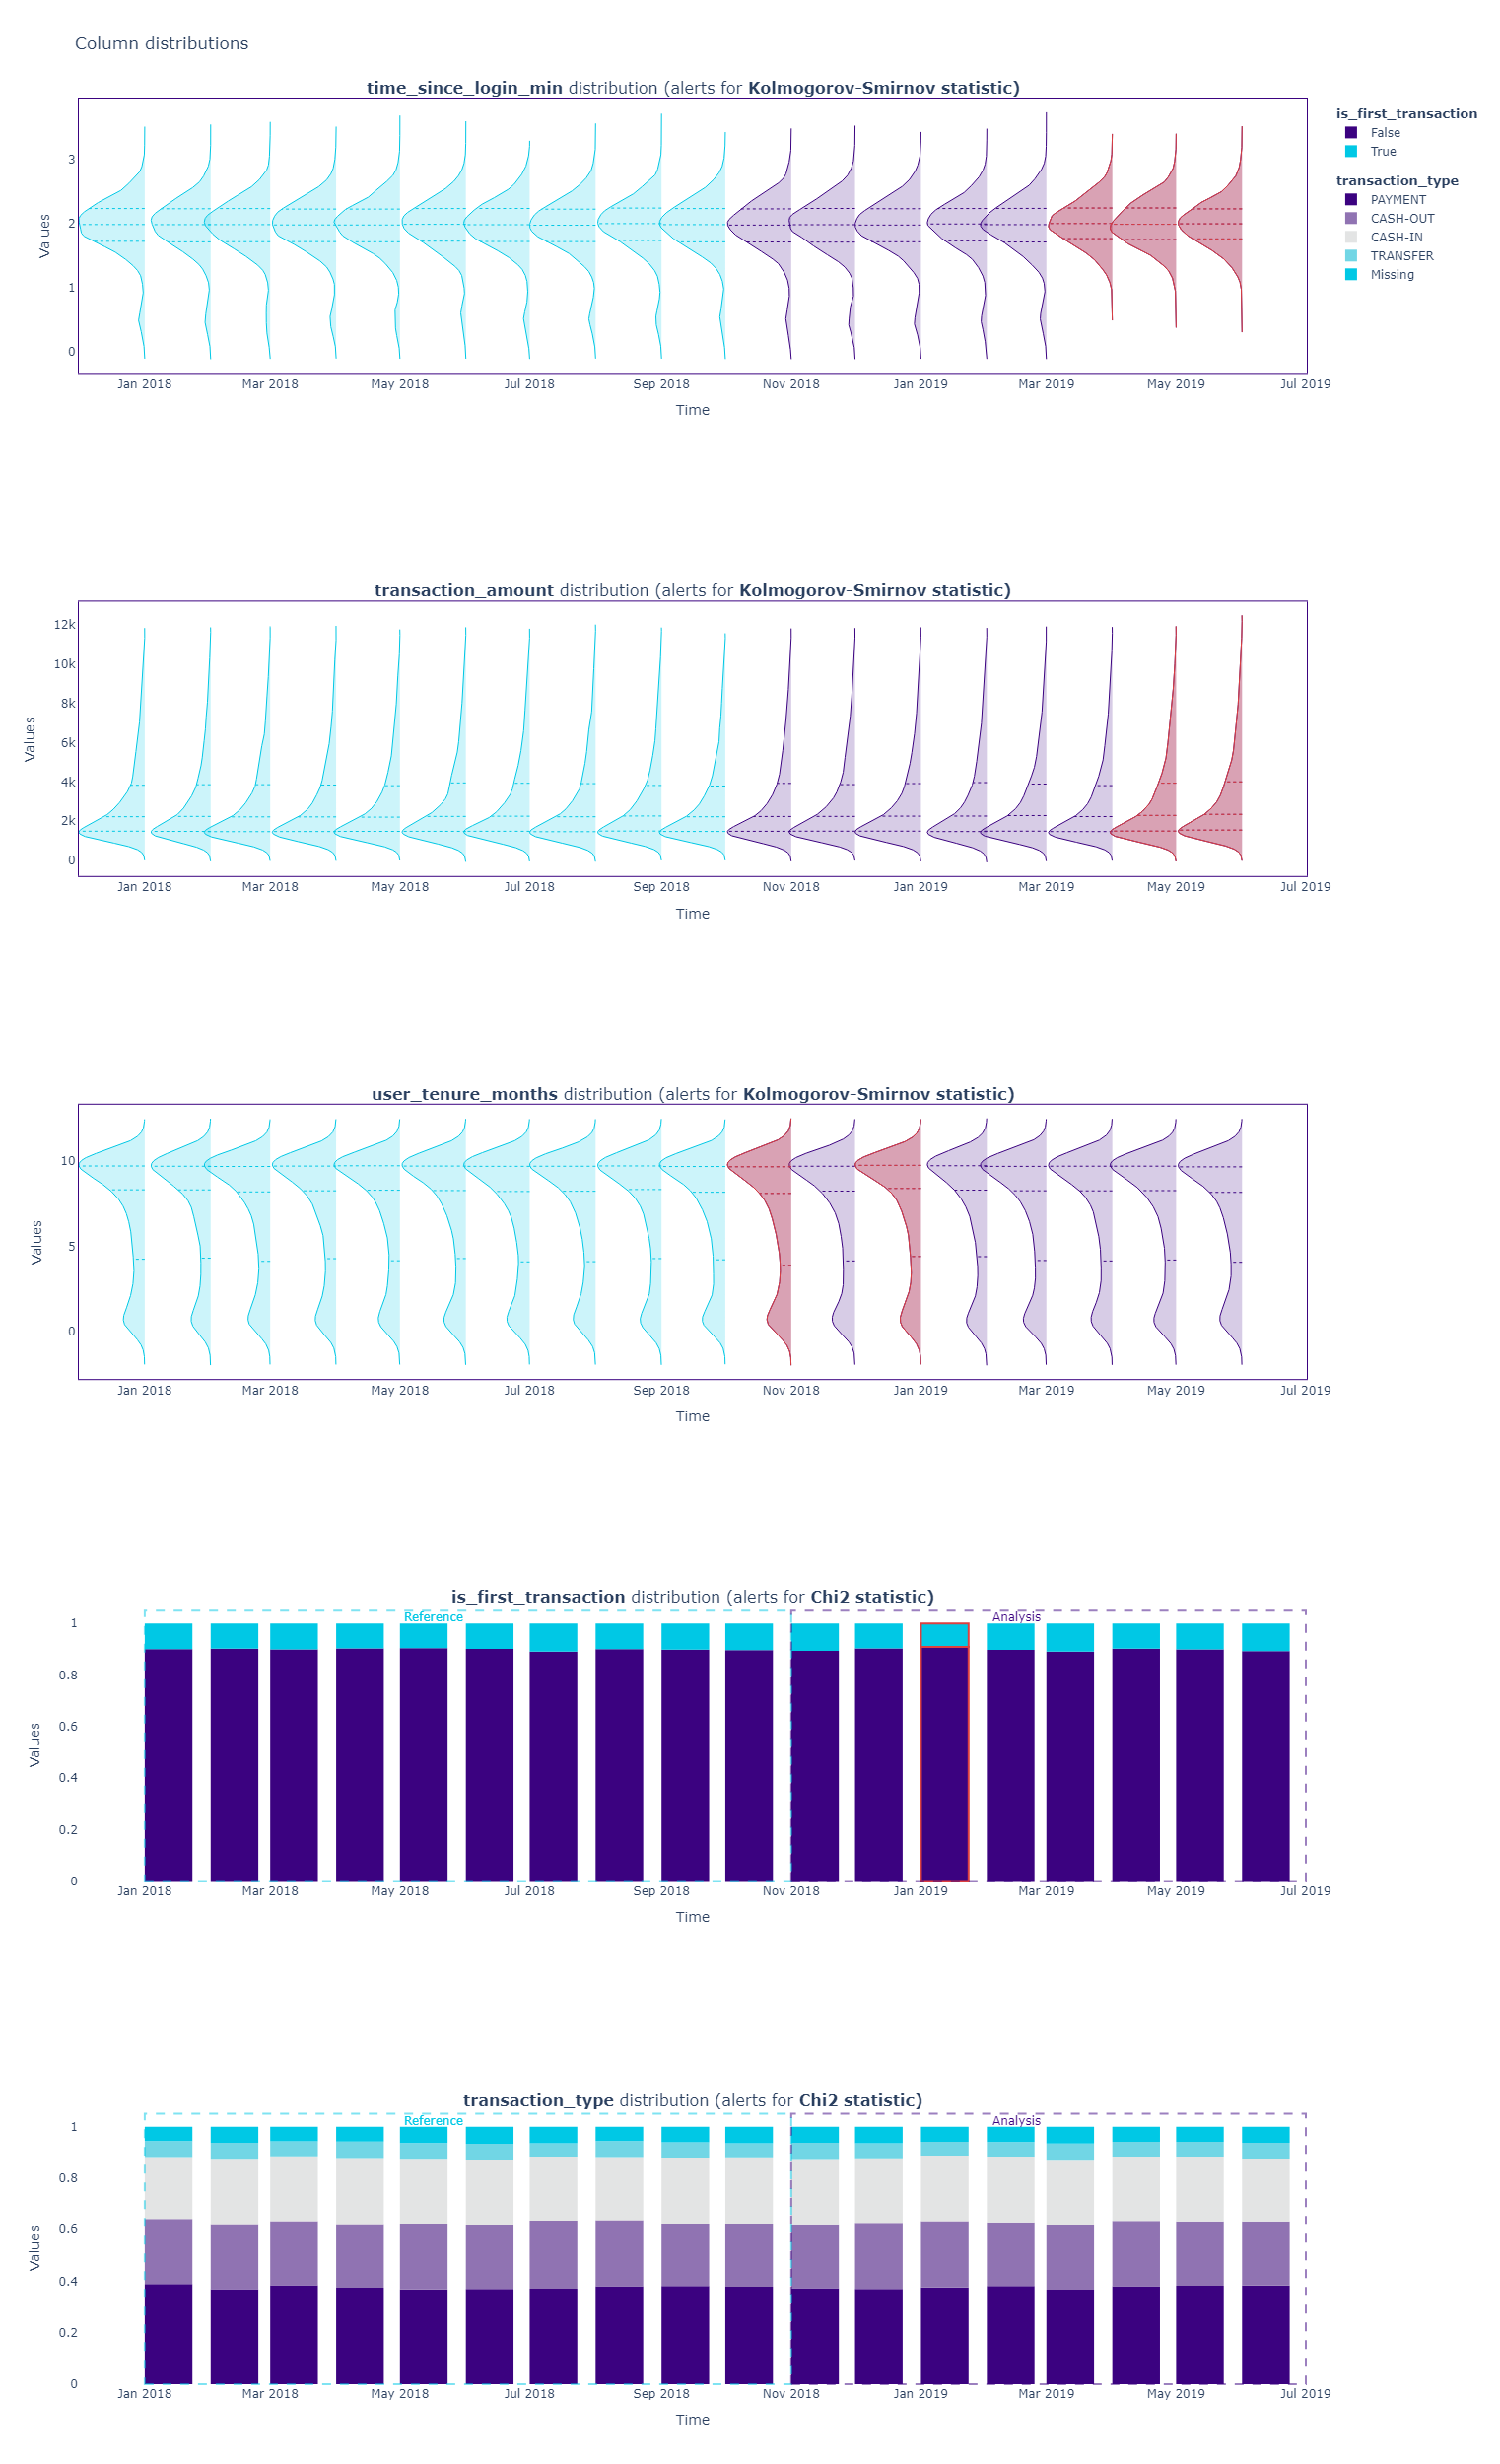 Column distributions
time_since_login_min distribution (alerts for Kolmogorov-Smirnov statistic)
3
2
1
0
Values
Jan 2018 Mar 2018 May 2018 Jul 2018 Sep 2018 Nov 2018 Jan 2019 Mar 2019 May 2019 Jul 2019
Time
is_first_transaction
False
True
transaction_type
PAYMENT
CASH-OUT
CASH-IN
TRANSFER
Missing
transaction_amount distribution (alerts for Kolmogorov-Smirnov statistic)
12k
10k
8k
6k
4k
2k
0
Values
Jan 2018 Mar 2018 May 2018 Jul 2018 Sep 2018 Nov 2018 Jan 2019 Mar 2019 May 2019 Jul 2019
Time
user_tenure_months distribution (alerts for Kolmogorov-Smirnov statistic)
10
5
0
Values
Jan 2018 Mar 2018 May 2018 Jul 2018 Sep 2018 Nov 2018 Jan 2019 Mar 2019 May 2019 Jul 2019
Time
is_first_transaction distribution (alerts for Chi2 statistic)
Reference Analysis
1
0.8
0.6
0.4
0.2
0
Values
Jan 2018 Mar 2018 May 2018 Jul 2018 Sep 2018 Nov 2018 Jan 2019 Mar 2019 May 2019 Jul 2019
Time
transaction_type distribution (alerts for Chi2 statistic)
Reference Analysis
1
0.8
0.6
0.4
0.2
0
Values
Jan 2018 Mar 2018 May 2018 Jul 2018 Sep 2018 Nov 2018 Jan 2019 Mar 2019 May 2019 Jul 2019
Time